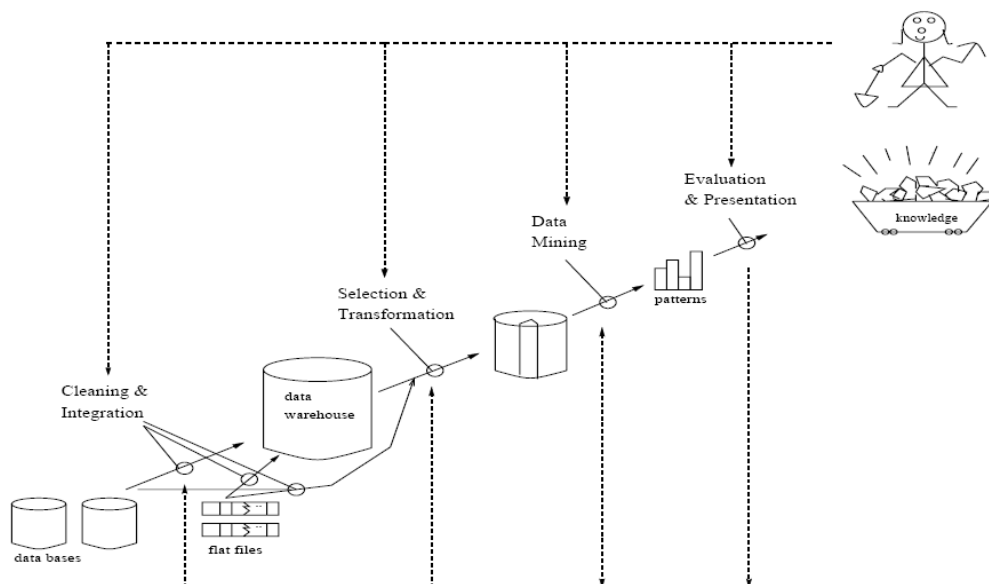 Evaluation
& Presentation
knowledge
Data
Mining
patterns
Selection &
Transformation
Cleaning &
Integration
data
warehouse
data bases
flat files